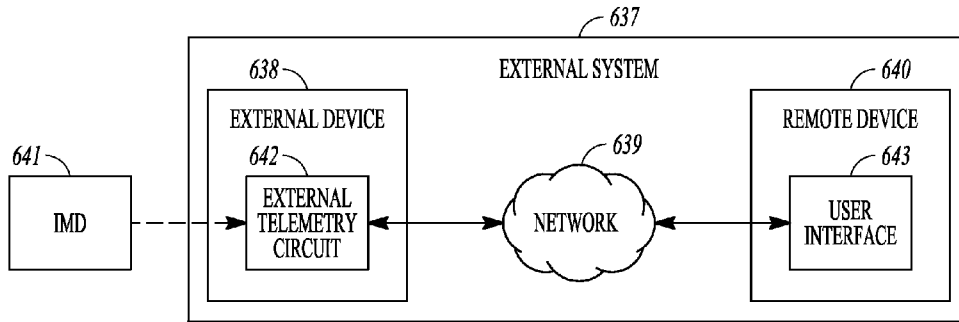 637
EXTERNAL SYSTEM
638
EXTERNAL DEVICE
640
REMOTE DEVICE
641
IMD
642
EXTERNAL
TELEMETRY
CIRCUIT
639
NETWORK
643
USER
INTERFACE